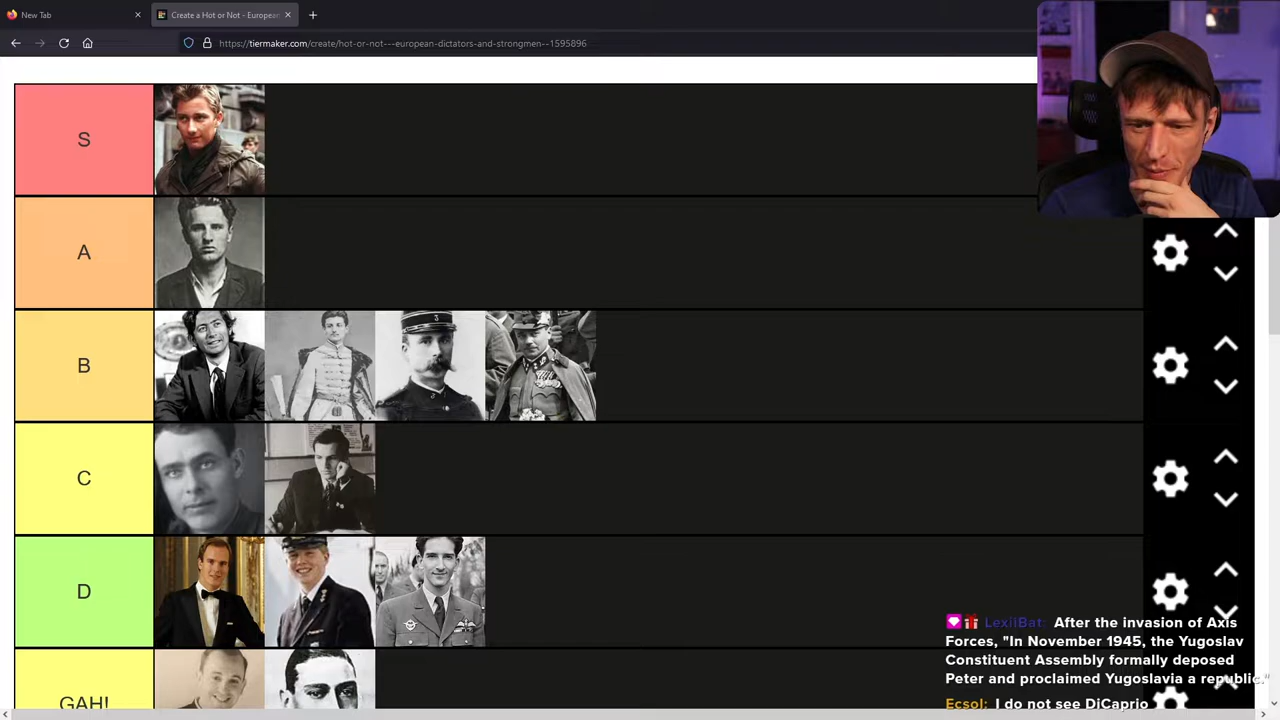 New Tab
Create a Hot or Not - European
https://tiermaker.com/create/hot-or-not---european-dictators-and-strongmen--1595896
S
A
B
C
D
GAH!
LexiiBat: After the invasion of Axis
Forces, "In November 1945, the Yugoslav
Constituent Assembly formally deposed
Peter and proclaimed Yugoslavia a republic."
Ecsol: I do not see DiCaprio